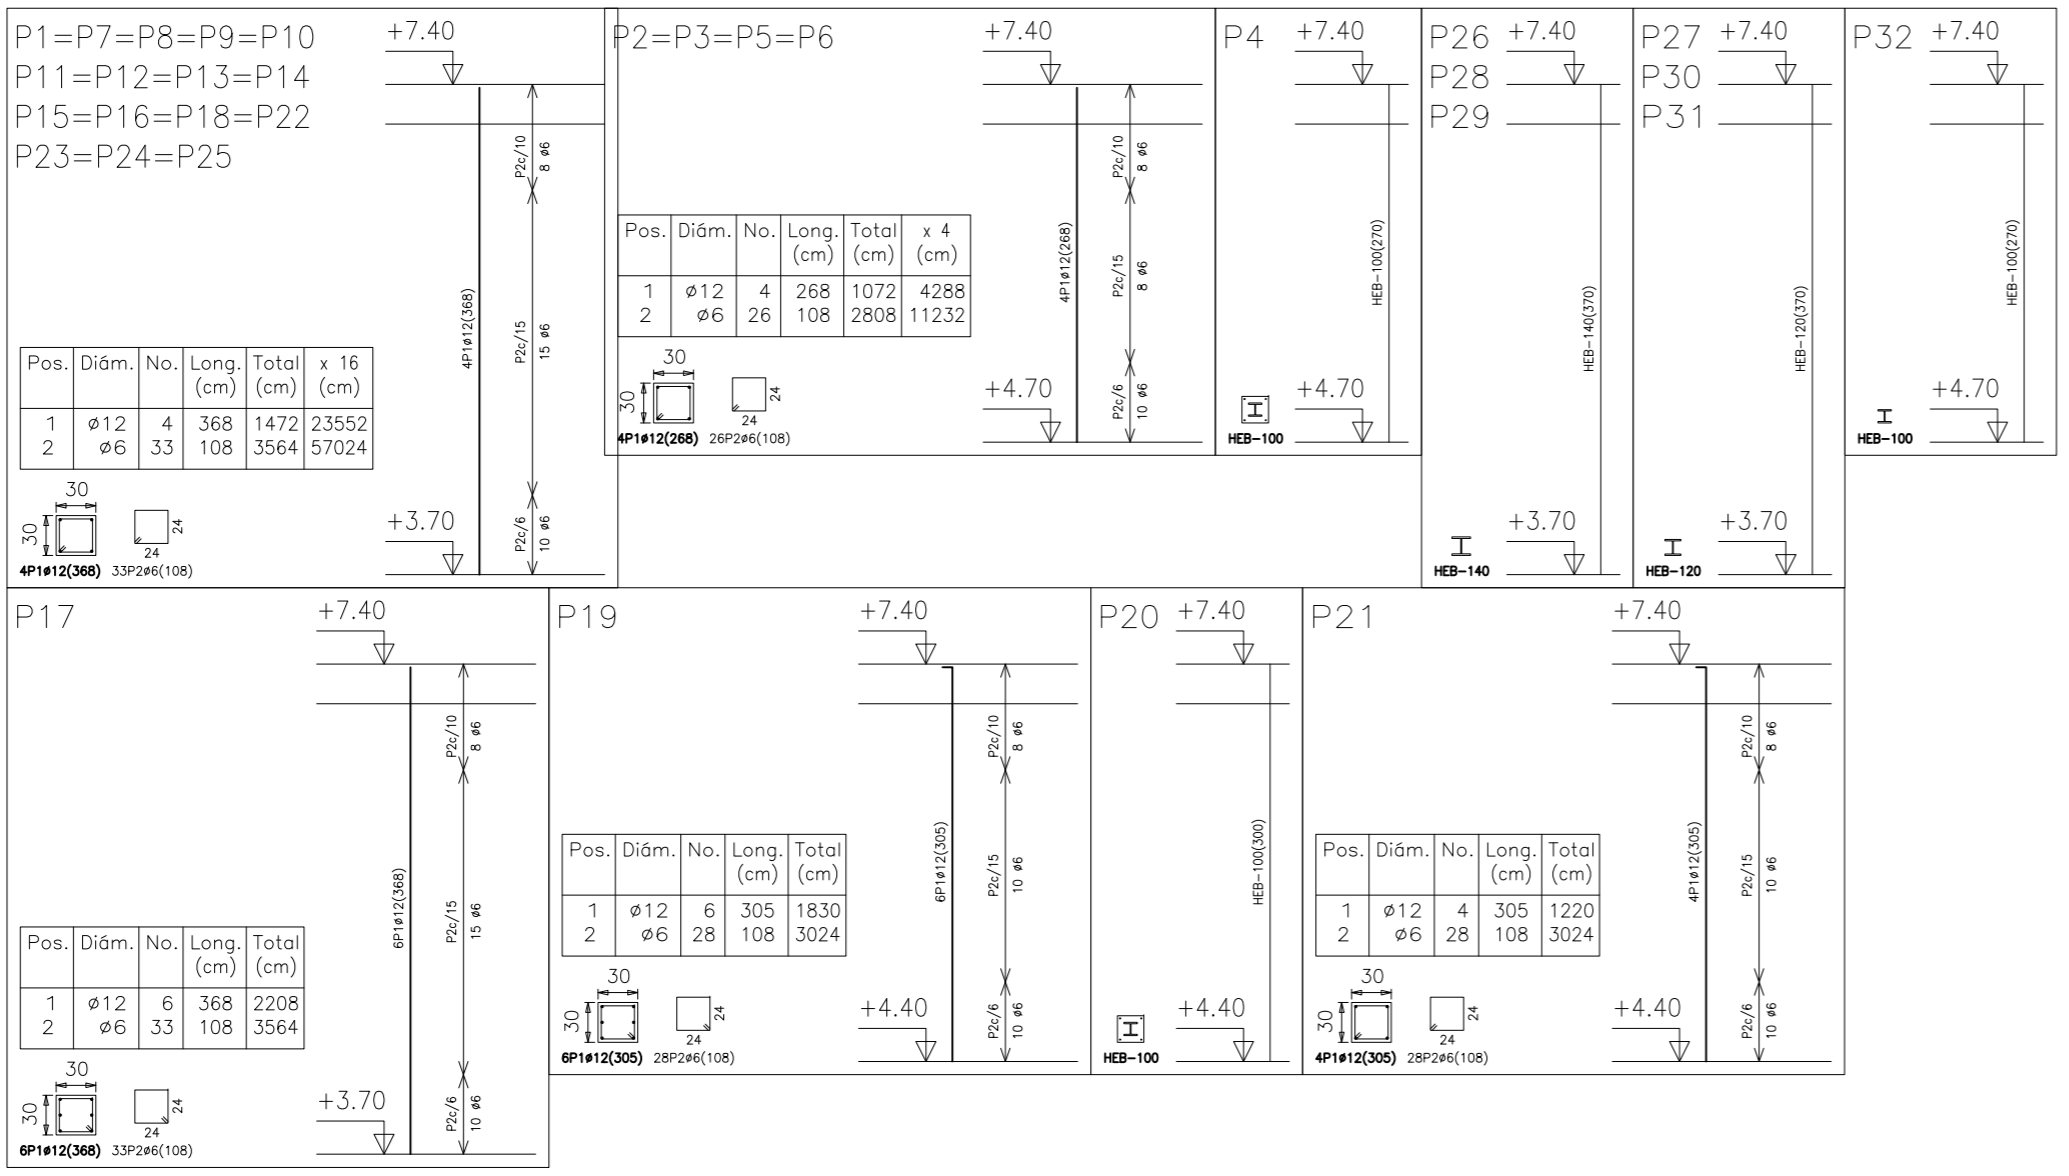 P1=P7=P8=P9=P10
P11=P12=P13=P14
P15=P16=P18=P22
P23=P24=P25
+7.40
P2c/10
8 ø6
4P1ø12(368)
P2c/15
15 ø6
Pos. Diám. No. Long. (cm) Total (cm) x 16 (cm)
1 ø12 4 368 1472 23552
2 ø6 33 108 3564 57024
30
30
24
24
4P1ø12(368) 33P2ø6(108)
+3.70
P2c/6
10 ø6
P2=P3=P5=P6
+7.40
P2c/10
8 ø6
4P1ø12(268)
P2c/15
8 ø6
Pos. Diám. No. Long. (cm) Total (cm) x 4 (cm)
1 ø12 4 268 1072 4288
2 ø6 26 108 2808 11232
30
30
24
24
4P1ø12(268) 26P2ø6(108)
+4.70
P2c/6
10 ø6
P4
+7.40
HEB-100(270)
+4.70
HEB-100
P26
P28
P29
+7.40
HEB-140(370)
+3.70
HEB-140
P27
P30
P31
+7.40
HEB-120(370)
+3.70
HEB-120
P32
+7.40
HEB-100(270)
+4.70
HEB-100
P17
+7.40
P2c/10
8 ø6
6P1ø12(368)
P2c/15
15 ø6
Pos. Diám. No. Long. (cm) Total (cm)
1 ø12 6 368 2208
2 ø6 33 108 3564
30
30
24
24
6P1ø12(368) 33P2ø6(108)
+3.70
P2c/6
10 ø6
P19
+7.40
P2c/10
8 ø6
6P1ø12(305)
P2c/15
10 ø6
Pos. Diám. No. Long. (cm) Total (cm)
1 ø12 6 305 1830
2 ø6 28 108 3024
30
30
24
24
6P1ø12(305) 28P2ø6(108)
+4.40
P2c/6
10 ø6
P20
+7.40
HEB-100(300)
+4.40
HEB-100
P21
+7.40
P2c/10
8 ø6
4P1ø12(305)
P2c/15
10 ø6
Pos. Diám. No. Long. (cm) Total (cm)
1 ø12 4 305 1220
2 ø6 28 108 3024
30
30
24
24
4P1ø12(305) 28P2ø6(108)
+4.40
P2c/6
10 ø6